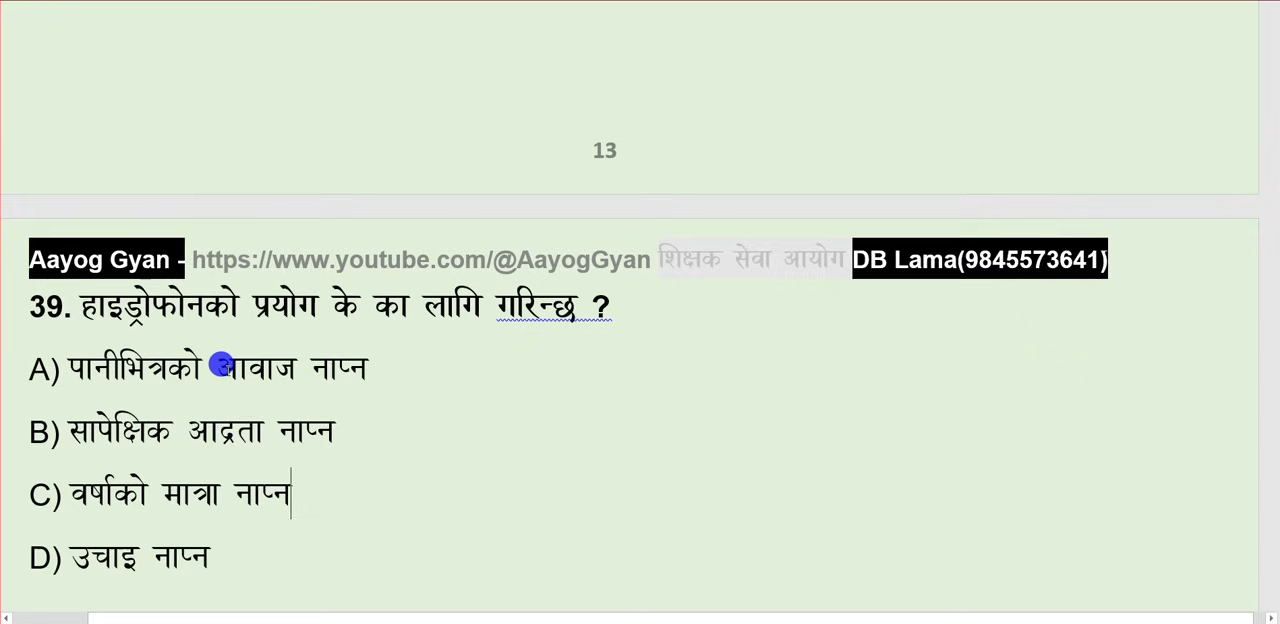 13
Aayog Gyan - https://www.youtube.com/@AayogGyan शिक्षक सेवा आयोग DB Lama(9845573641)
39. हाइड्रोफोनको प्रयोग के का लागि गरिन्छ ?
A) पानीभित्रको आवाज नाप्न
B) सापेक्षिक आद्रता नाप्न
C) वर्षाको मात्रा नाप्न
D) उचाइ नाप्न